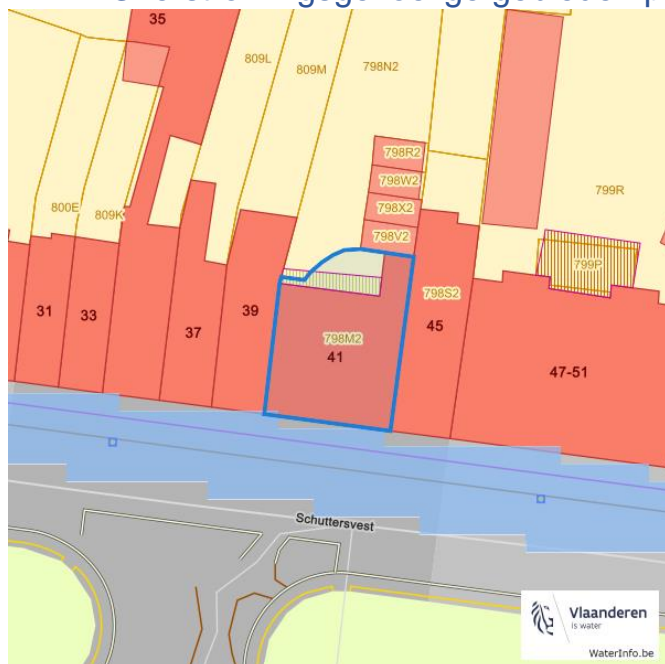 35
809L
809M
798N2
798R2
798W2
798X2
798V2
799R
800E
809K
799P
798S2
31
33
37
39
798M2
41
45
47-51
Schuttersvest
Vlaanderen
is water
WaterInfo.be